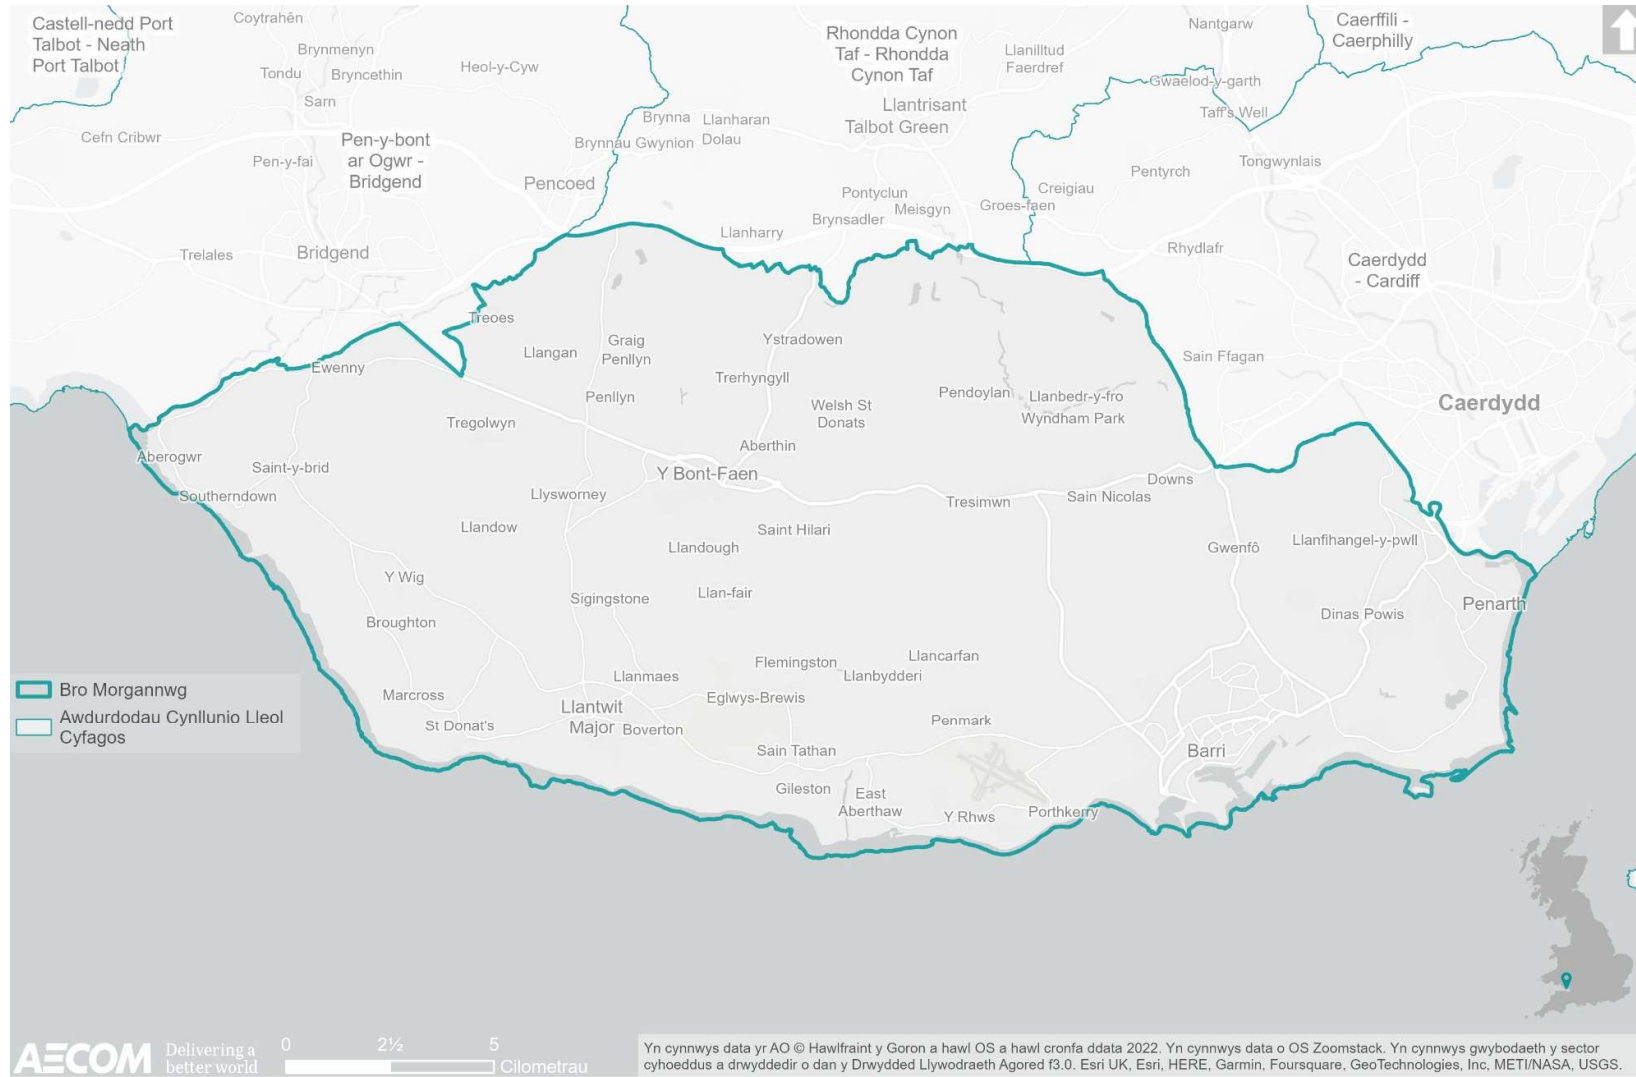 Castell-nedd Port
Talbot - Neath
Port Talbot
Coytrahên
Brynmenyn
Tondu
Bryncethin
Heol-y-Cyw
Sarn
Cefn Cribwr
Pen-y-fai
Pen-y-bont
ar Ogwr -
Bridgend
Pencoed
Trelales
Bridgend
Rhondda Cynon
Taf - Rhondda
Cynon Taf
Llanilltud
Faerdref
Nantgarw
Caerffili -
Caerphilly
Gwaelod-y-garth
Taff's Well
Llantrisant
Talbot Green
Brynna
Llanharan
Brynnau Gwynion
Dolau
Tongwynlais
Pentyrch
Creigiau
Groes-faen
Pontyclun
Meisgyn
Brynsadler
Llanharry
Rhydlafr
Caerdydd
- Cardiff
Sain Ffagan
Caerdydd
Treoes
Ewenny
Llangan
Graig
Penllyn
Penllyn
Tregolwyn
Ystradowen
Trerhyngyll
Welsh St
Donats
Aberthin
Pendoylan
Llanbedr-y-fro
Wyndham Park
Aberogwr
Saint-y-brid
Southerndown
Y Bont-Faen
Llysworney
Llandow
Saint Hilari
Llandough
Tresimwn
Sain Nicolas
Downs
Gwenfô
Llanfihangel-y-pwll
Y Wig
Sigingstone
Llan-fair
Broughton
Dinas Powis
Penarth
Flemingston
Llancarfan
Llanbydderi
Llanmaes
Eglwys-Brewis
Marcross
St Donat's
Llantwit
Major
Boverton
Penmark
Sain Tathan
Barri
Gileston
East
Aberthaw
Y Rhws
Porthkerry
Bro Morgannwg
Awdurdodau Cynllunio Lleol
Cyfagos
AECOM
Delivering a
better world
0 2½ 5
Cilometrau
Yn cynnwys data yr AO © Hawlfraint y Goron a hawl OS a hawl cronfa ddata 2022. Yn cynnwys data o OS Zoomstack. Yn cynnwys gwybodaeth y sector
cyhoeddus a drwyddedir o dan y Drwydded Llywodraeth Agored f3.0. Esri UK, Esri, HERE, Garmin, Foursquare, GeoTechnologies, Inc, METI/NASA, USGS.